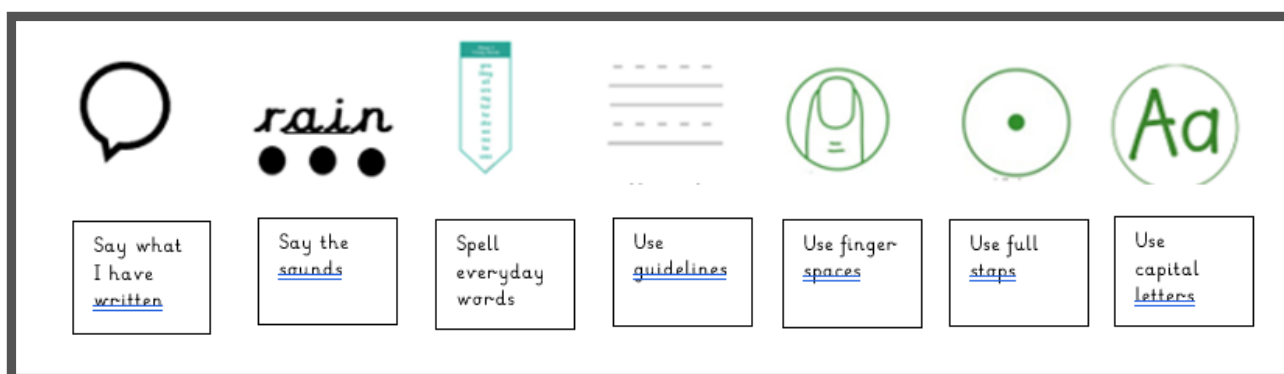 rain
Say what
I have
written
Say the
sounds
Spell
everyday
words
Use
guidelines
Use finger
spaces
Use full
stops
Use
capital
letters
Aa